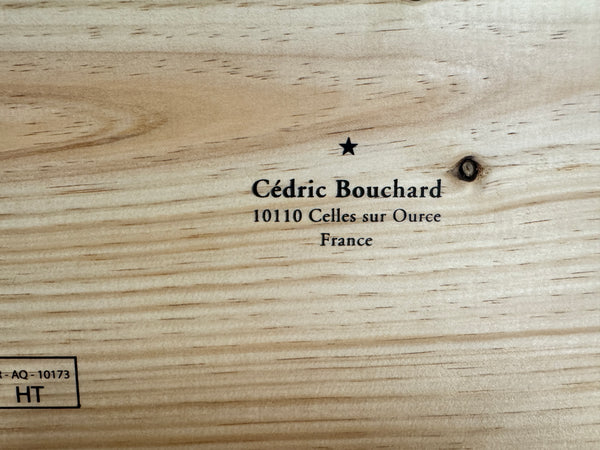 Cédric Bouchard
10110 Celles sur Ource
France
- AQ - 10173
HT